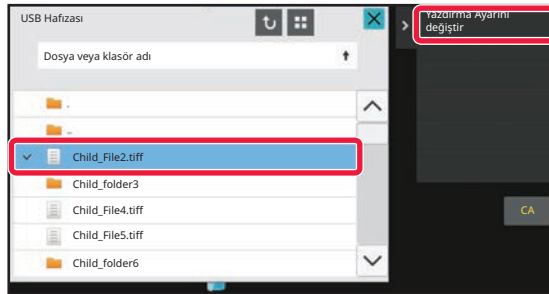 USB Hafızası
Yazdırma Ayarını
değiştir
Dosya veya klasör adı
.
..
Child_File2.tiff
Child_folder3
Child_File4.tiff
Child_File5.tiff
Child_folder6
CA